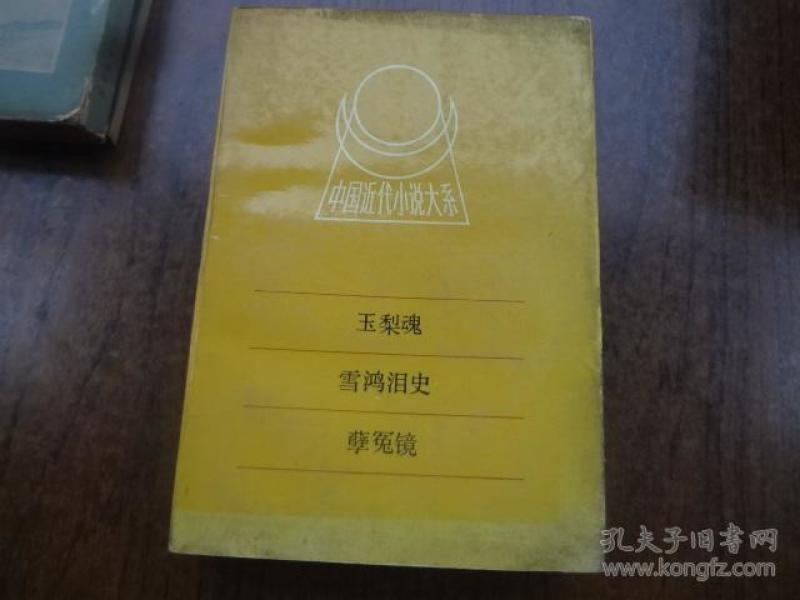 中国近代小说大系
玉梨魂
雪鸿泪史
孽冤镜
孔夫子旧书网
www.kongfz.com